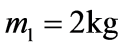 m₁ = 2kg